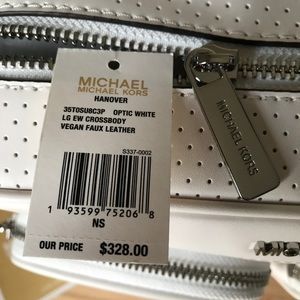 MICHAEL
MICHAEL KORS
HANOVER
35T0SU8C3P OPTIC WHITE
LG EW CROSSBODY
VEGAN FAUX LEATHER
S337-0002
1 93599 75206 8
NS
OUR PRICE $328.00
MICHAEL KORS